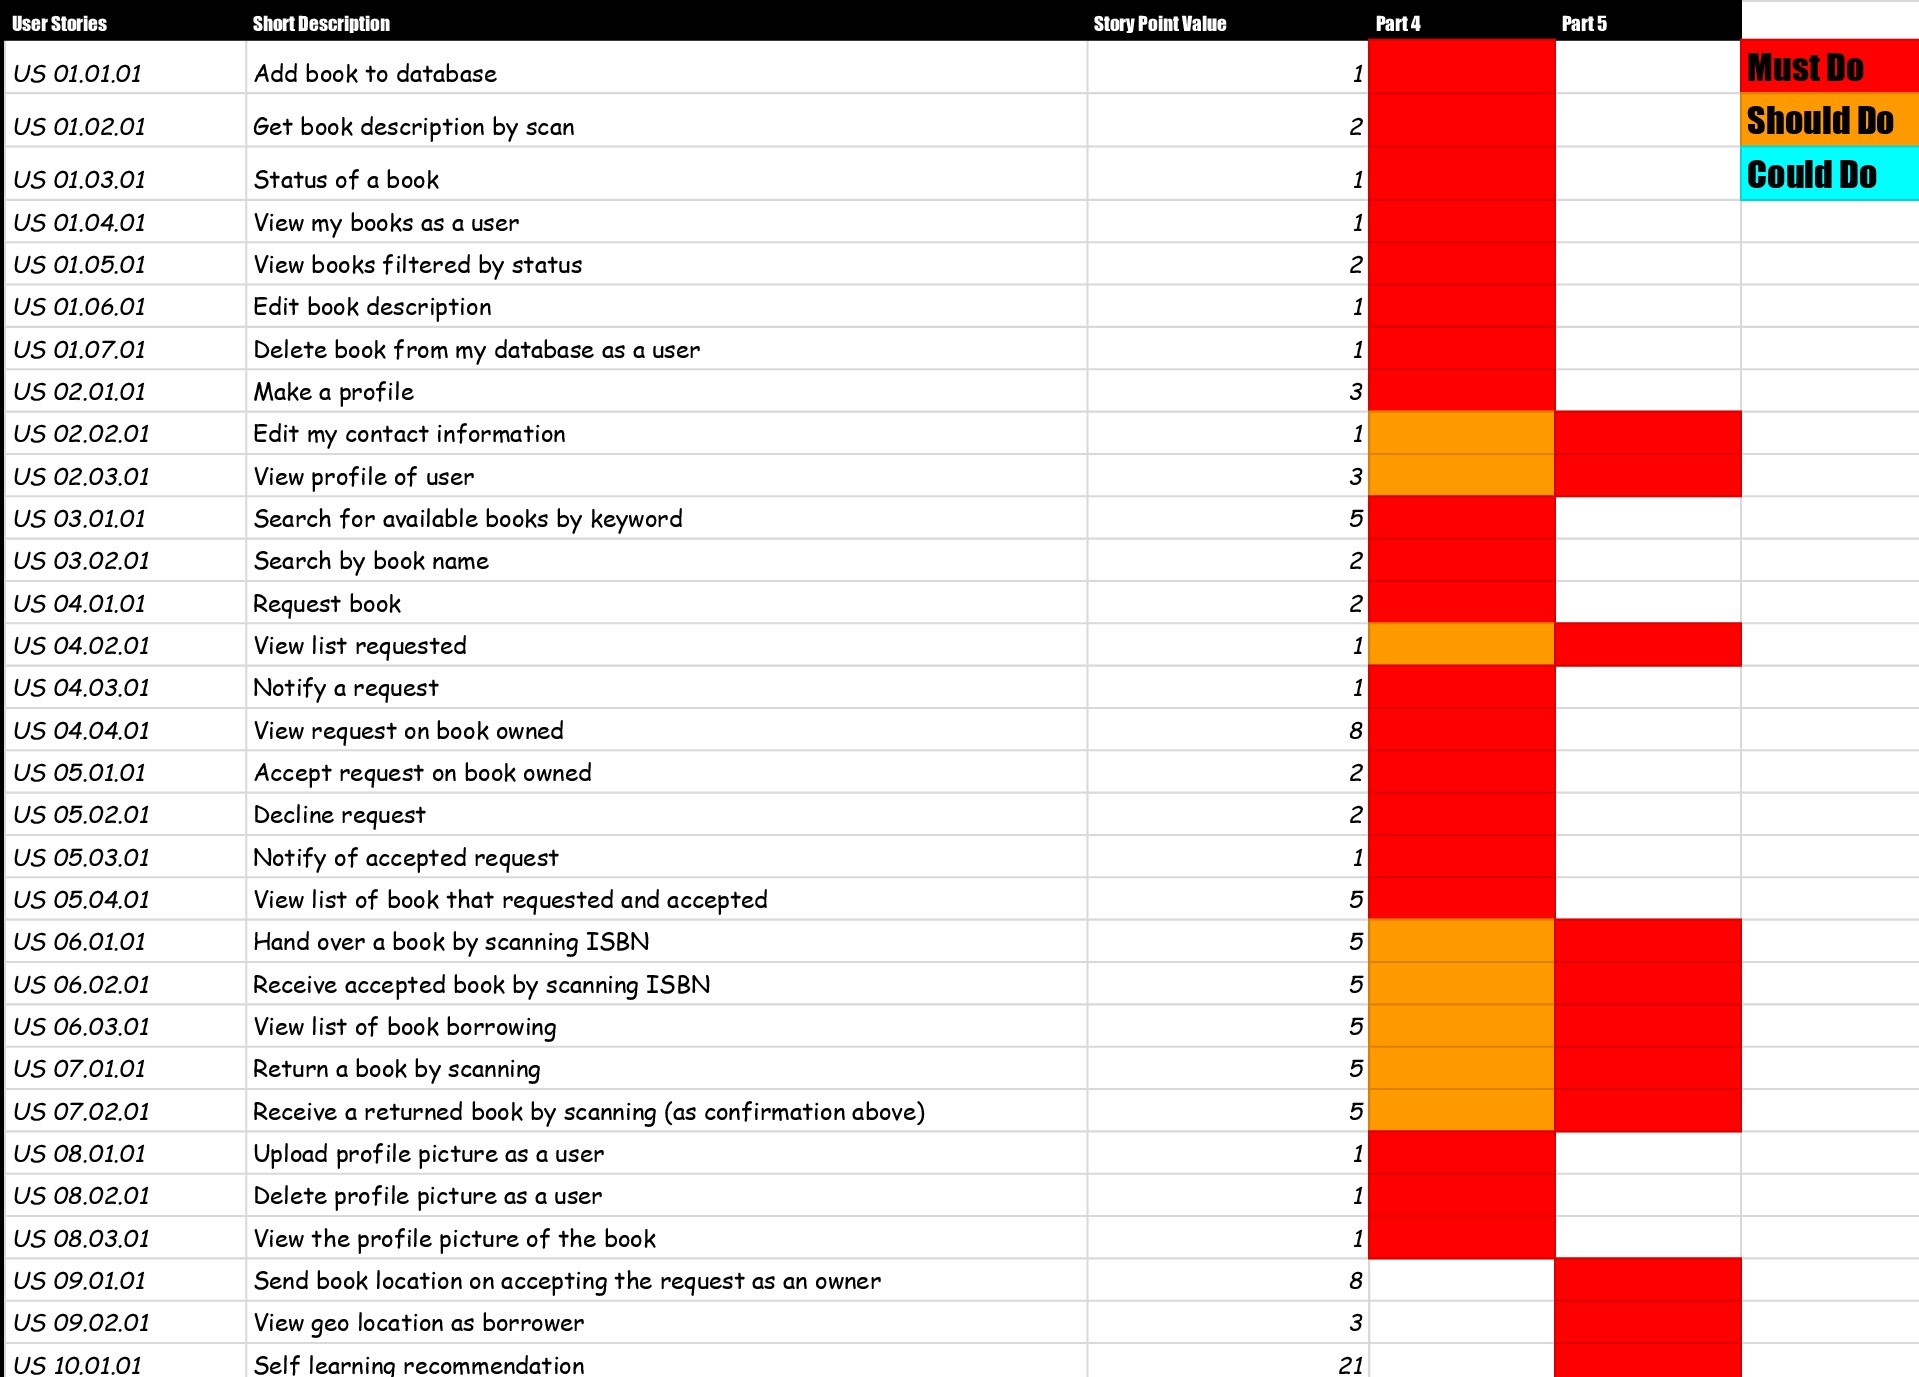 User Stories Short Description Story Point Value Part 4 Part 5
US 01.01.01 Add book to database 1 Must Do
US 01.02.01 Get book description by scan 2 Should Do
US 01.03.01 Status of a book 1 Could Do
US 01.04.01 View my books as a user 1
US 01.05.01 View books filtered by status 2
US 01.06.01 Edit book description 1
US 01.07.01 Delete book from my database as a user 1
US 02.01.01 Make a profile 3
US 02.02.01 Edit my contact information 1
US 02.03.01 View profile of user 3
US 03.01.01 Search for available books by keyword 5
US 03.02.01 Search by book name 2
US 04.01.01 Request book 2
US 04.02.01 View list requested 1
US 04.03.01 Notify a request 1
US 04.04.01 View request on book owned 8
US 05.01.01 Accept request on book owned 2
US 05.02.01 Decline request 2
US 05.03.01 Notify of accepted request 1
US 05.04.01 View list of book that requested and accepted 5
US 06.01.01 Hand over a book by scanning ISBN 5
US 06.02.01 Receive accepted book by scanning ISBN 5
US 06.03.01 View list of book borrowing 5
US 07.01.01 Return a book by scanning 5
US 07.02.01 Receive a returned book by scanning (as confirmation above) 5
US 08.01.01 Upload profile picture as a user 1
US 08.02.01 Delete profile picture as a user 1
US 08.03.01 View the profile picture of the book 1
US 09.01.01 Send book location on accepting the request as an owner 8
US 09.02.01 View geo location as borrower 3
US 10.01.01 Self learning recommendation 21